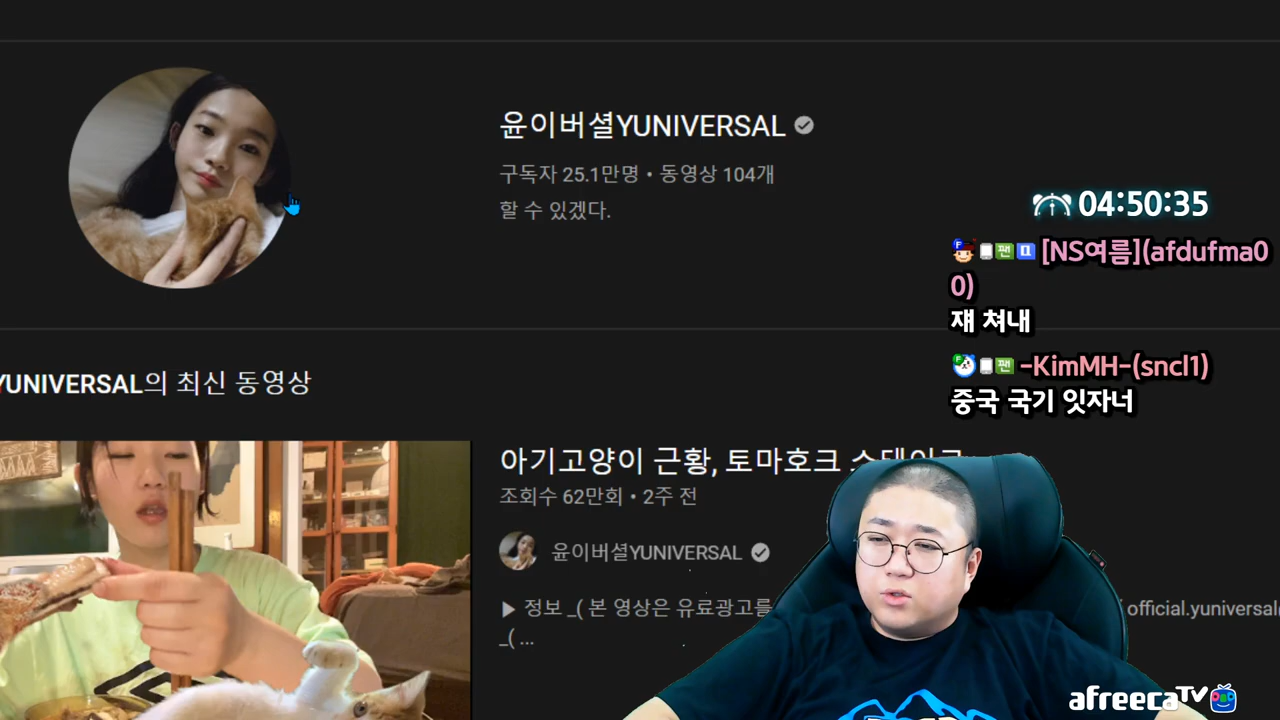 윤이버셜YUNIVERSAL
구독자 25.1만명 • 동영상 104개
할 수 있겠다.
04:50:35
[NS여름](afdufma0
0)
쟤 쳐내
-KimMH-(sncl1)
중국 국기 잇자너
YUNIVERSAL의 최신 동영상
아기고양이 근황, 토마호크 스테이크
조회수 62만회 • 2주 전
윤이버셜YUNIVERSAL
▶ 정보 _( 본 영상은 유료광고를
official.yuniversal
_( ...
afreecaTV